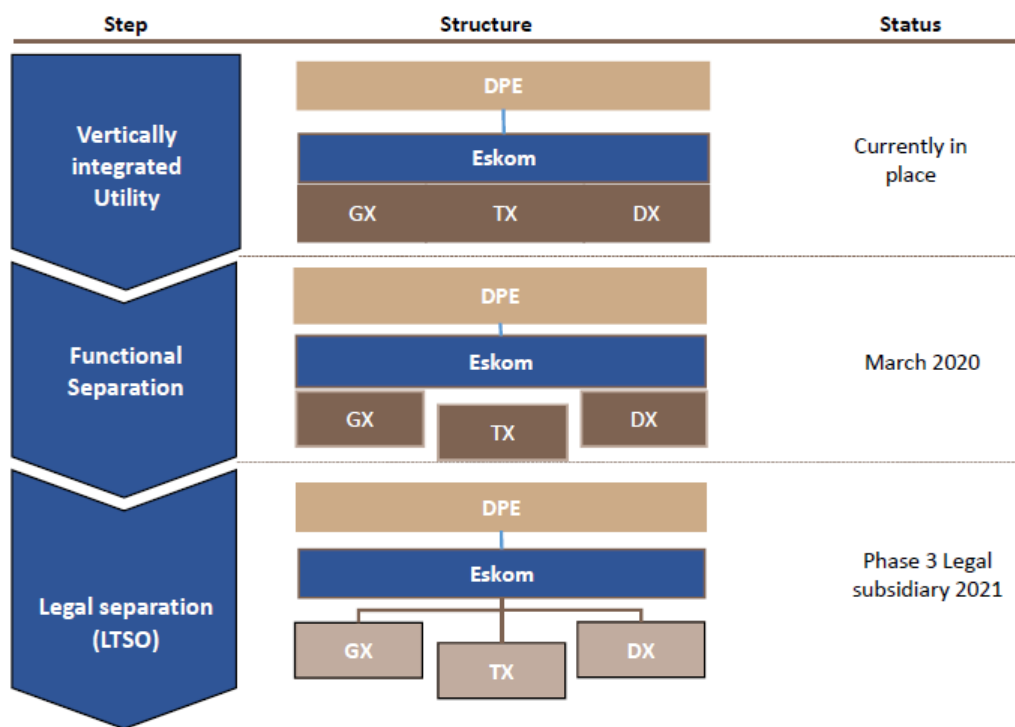 Step
Structure
Status
Vertically
integrated
Utility
DPE
Eskom
GX
TX
DX
Currently in
place
Functional
Separation
DPE
Eskom
GX
TX
DX
March 2020
Legal separation
(LTSO)
DPE
Eskom
GX
TX
DX
Phase 3 Legal
subsidiary 2021